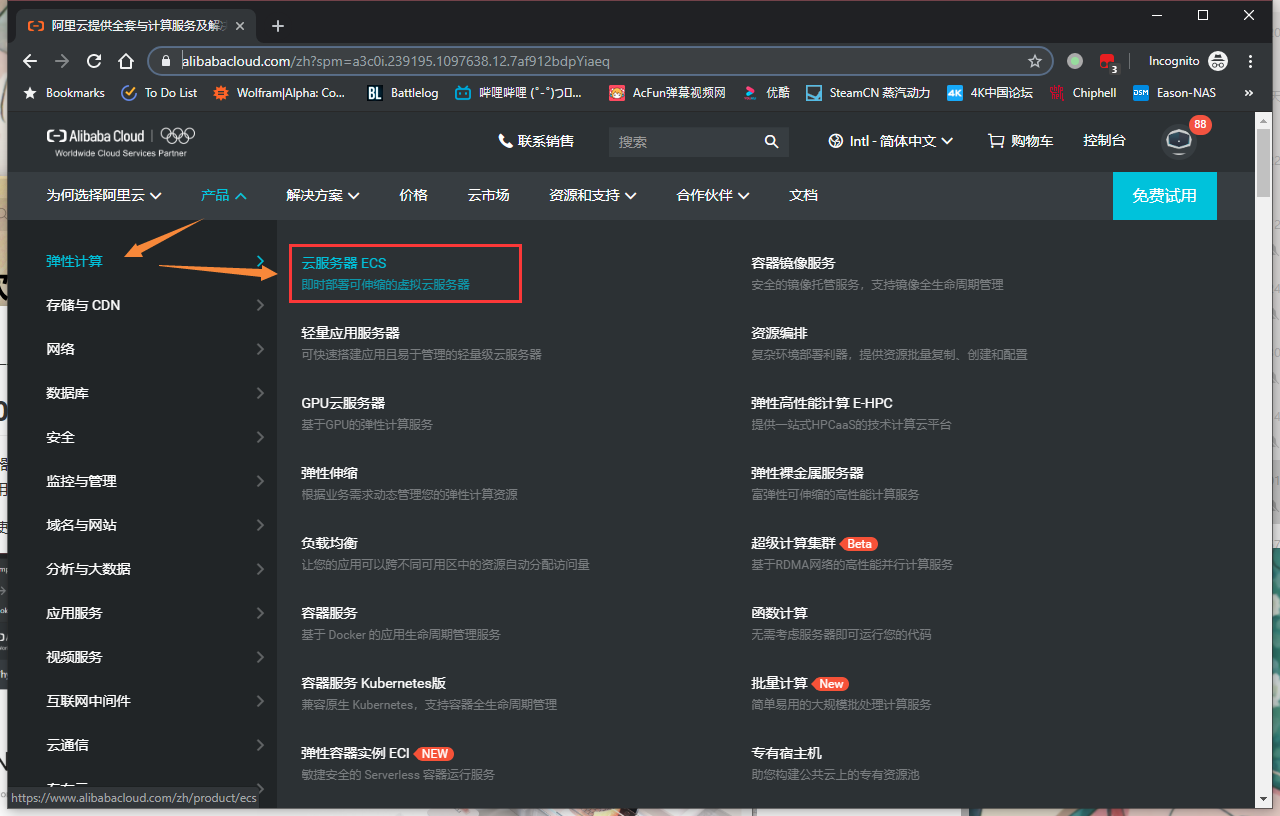 阿里云提供全套与计算服务及解
alibabacloud.com/zh?spm=a3c0i.239195.1097638.12.7af912bdpYiaeq
3
Incognito
Bookmarks
To Do List
Wolfram|Alpha: Co...
BL
Battlelog
哔哩哔哩
AcFun弹幕视频网
优酷
SteamCN 蒸汽动力
4K
4K中国论坛
Chiphell
DSM
Eason-NAS
»
Alibaba Cloud
Worldwide Cloud Services Partner
联系销售
搜索
Intl - 简体中文
购物车
控制台
88
为何选择阿里云
产品
解决方案
价格
云市场
资源和支持
合作伙伴
文档
免费试用
弹性计算
存储与 CDN
网络
数据库
安全
监控与管理
域名与网站
分析与大数据
应用服务
视频服务
互联网中间件
云通信
云服务器 ECS
即时部署可伸缩的虚拟云服务器
轻量应用服务器
可快速搭建应用且易于管理的轻量级云服务器
GPU云服务器
基于GPU的弹性计算服务
弹性伸缩
根据业务需求动态管理您的弹性计算资源
负载均衡
让您的应用可以跨不同可用区中的资源自动分配访问量
容器服务
基于 Docker 的应用生命周期管理服务
容器服务 Kubernetes版
兼容原生 Kubernetes，支持容器全生命周期管理
弹性容器实例 ECI NEW
敏捷安全的 Serverless 容器运行服务
容器镜像服务
安全的镜像托管服务，支持镜像全生命周期管理
资源编排
复杂环境部署利器，提供资源批量复制、创建和配置
弹性高性能计算 E-HPC
提供一站式HPCaaS的技术计算云平台
弹性裸金属服务器
富弹性可伸缩的高性能计算服务
超级计算集群 Beta
基于RDMA网络的高性能并行计算服务
函数计算
无需考虑服务器即可运行您的代码
批量计算 New
简单易用的大规模批处理计算服务
专有宿主机
助您构建公共云上的专有资源池
https://www.alibabacloud.com/zh/product/ecs